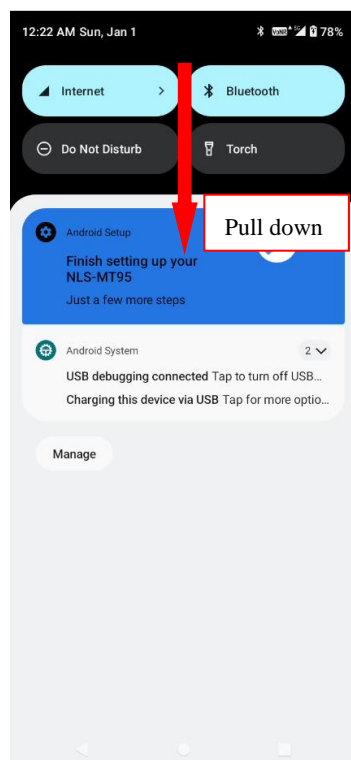 12:22 AM Sun, Jan 1 78%
Internet Bluetooth
Do Not Disturb Torch
Pull down
Android Setup
Finish setting up your
NLS-MT95
Just a few more steps
Android System 2
USB debugging connected Tap to turn off USB...
Charging this device via USB Tap for more optio...
Manage